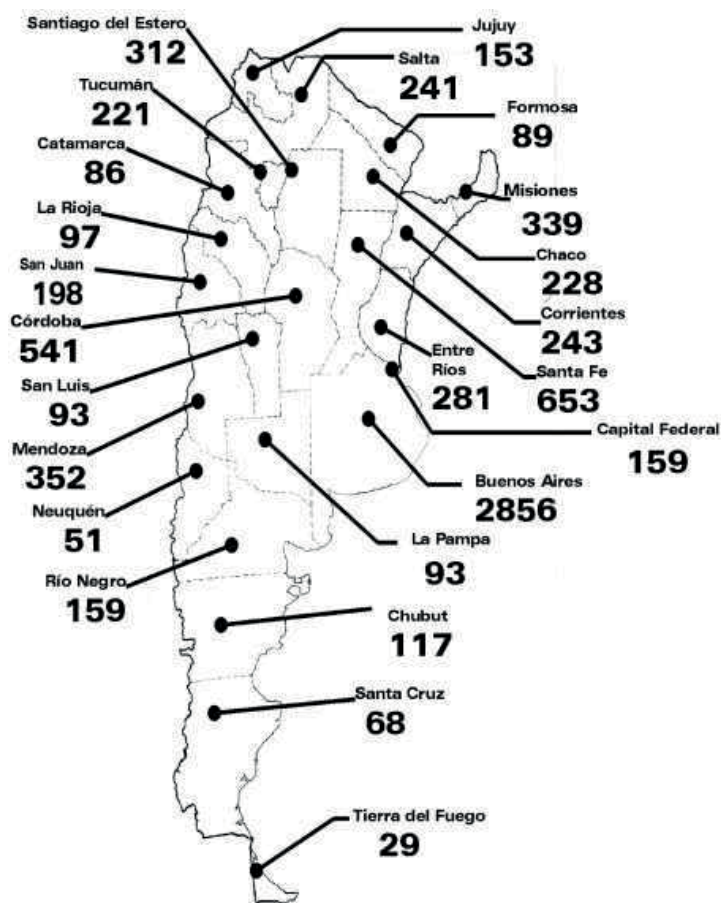 Santiago del Estero
312
Jujuy
153
Salta
241
Tucumán
221
Formosa
89
Catamarca
86
Misiones
339
La Rioja
97
Chaco
228
San Juan
198
Corrientes
243
Córdoba
541
Entre
Ríos
281
Santa Fe
653
San Luis
93
Capital Federal
159
Mendoza
352
Buenos Aires
2856
Neuquén
51
La Pampa
93
Río Negro
159
Chubut
117
Santa Cruz
68
Tierra del Fuego
29